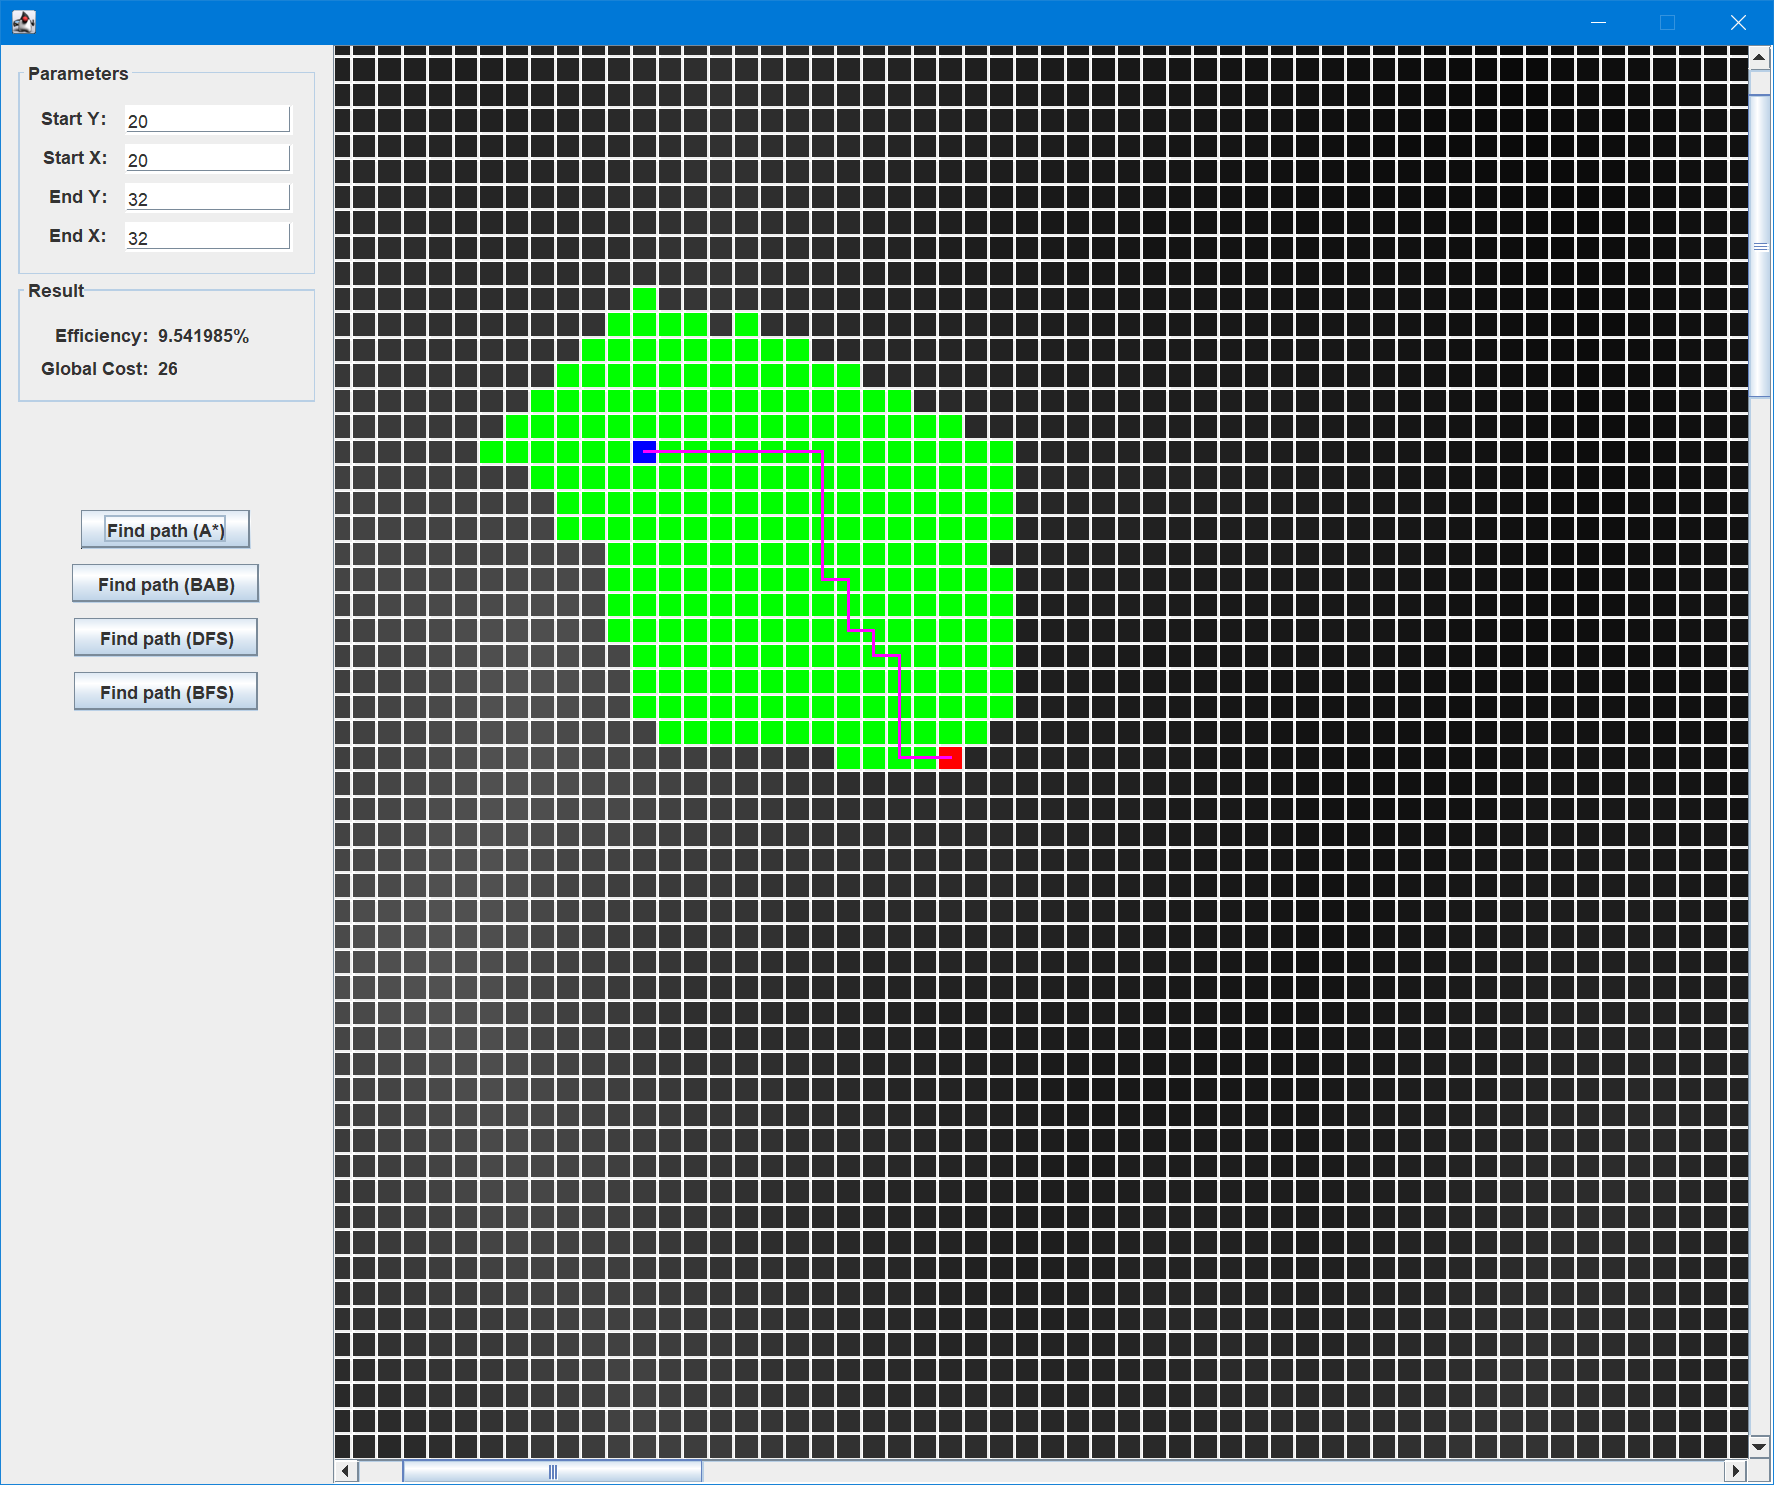 Parameters
Start Y: 20
Start X: 20
End Y: 32
End X: 32
Result
Efficiency: 9.541985%
Global Cost: 26
Find path (A*)
Find path (BAB)
Find path (DFS)
Find path (BFS)